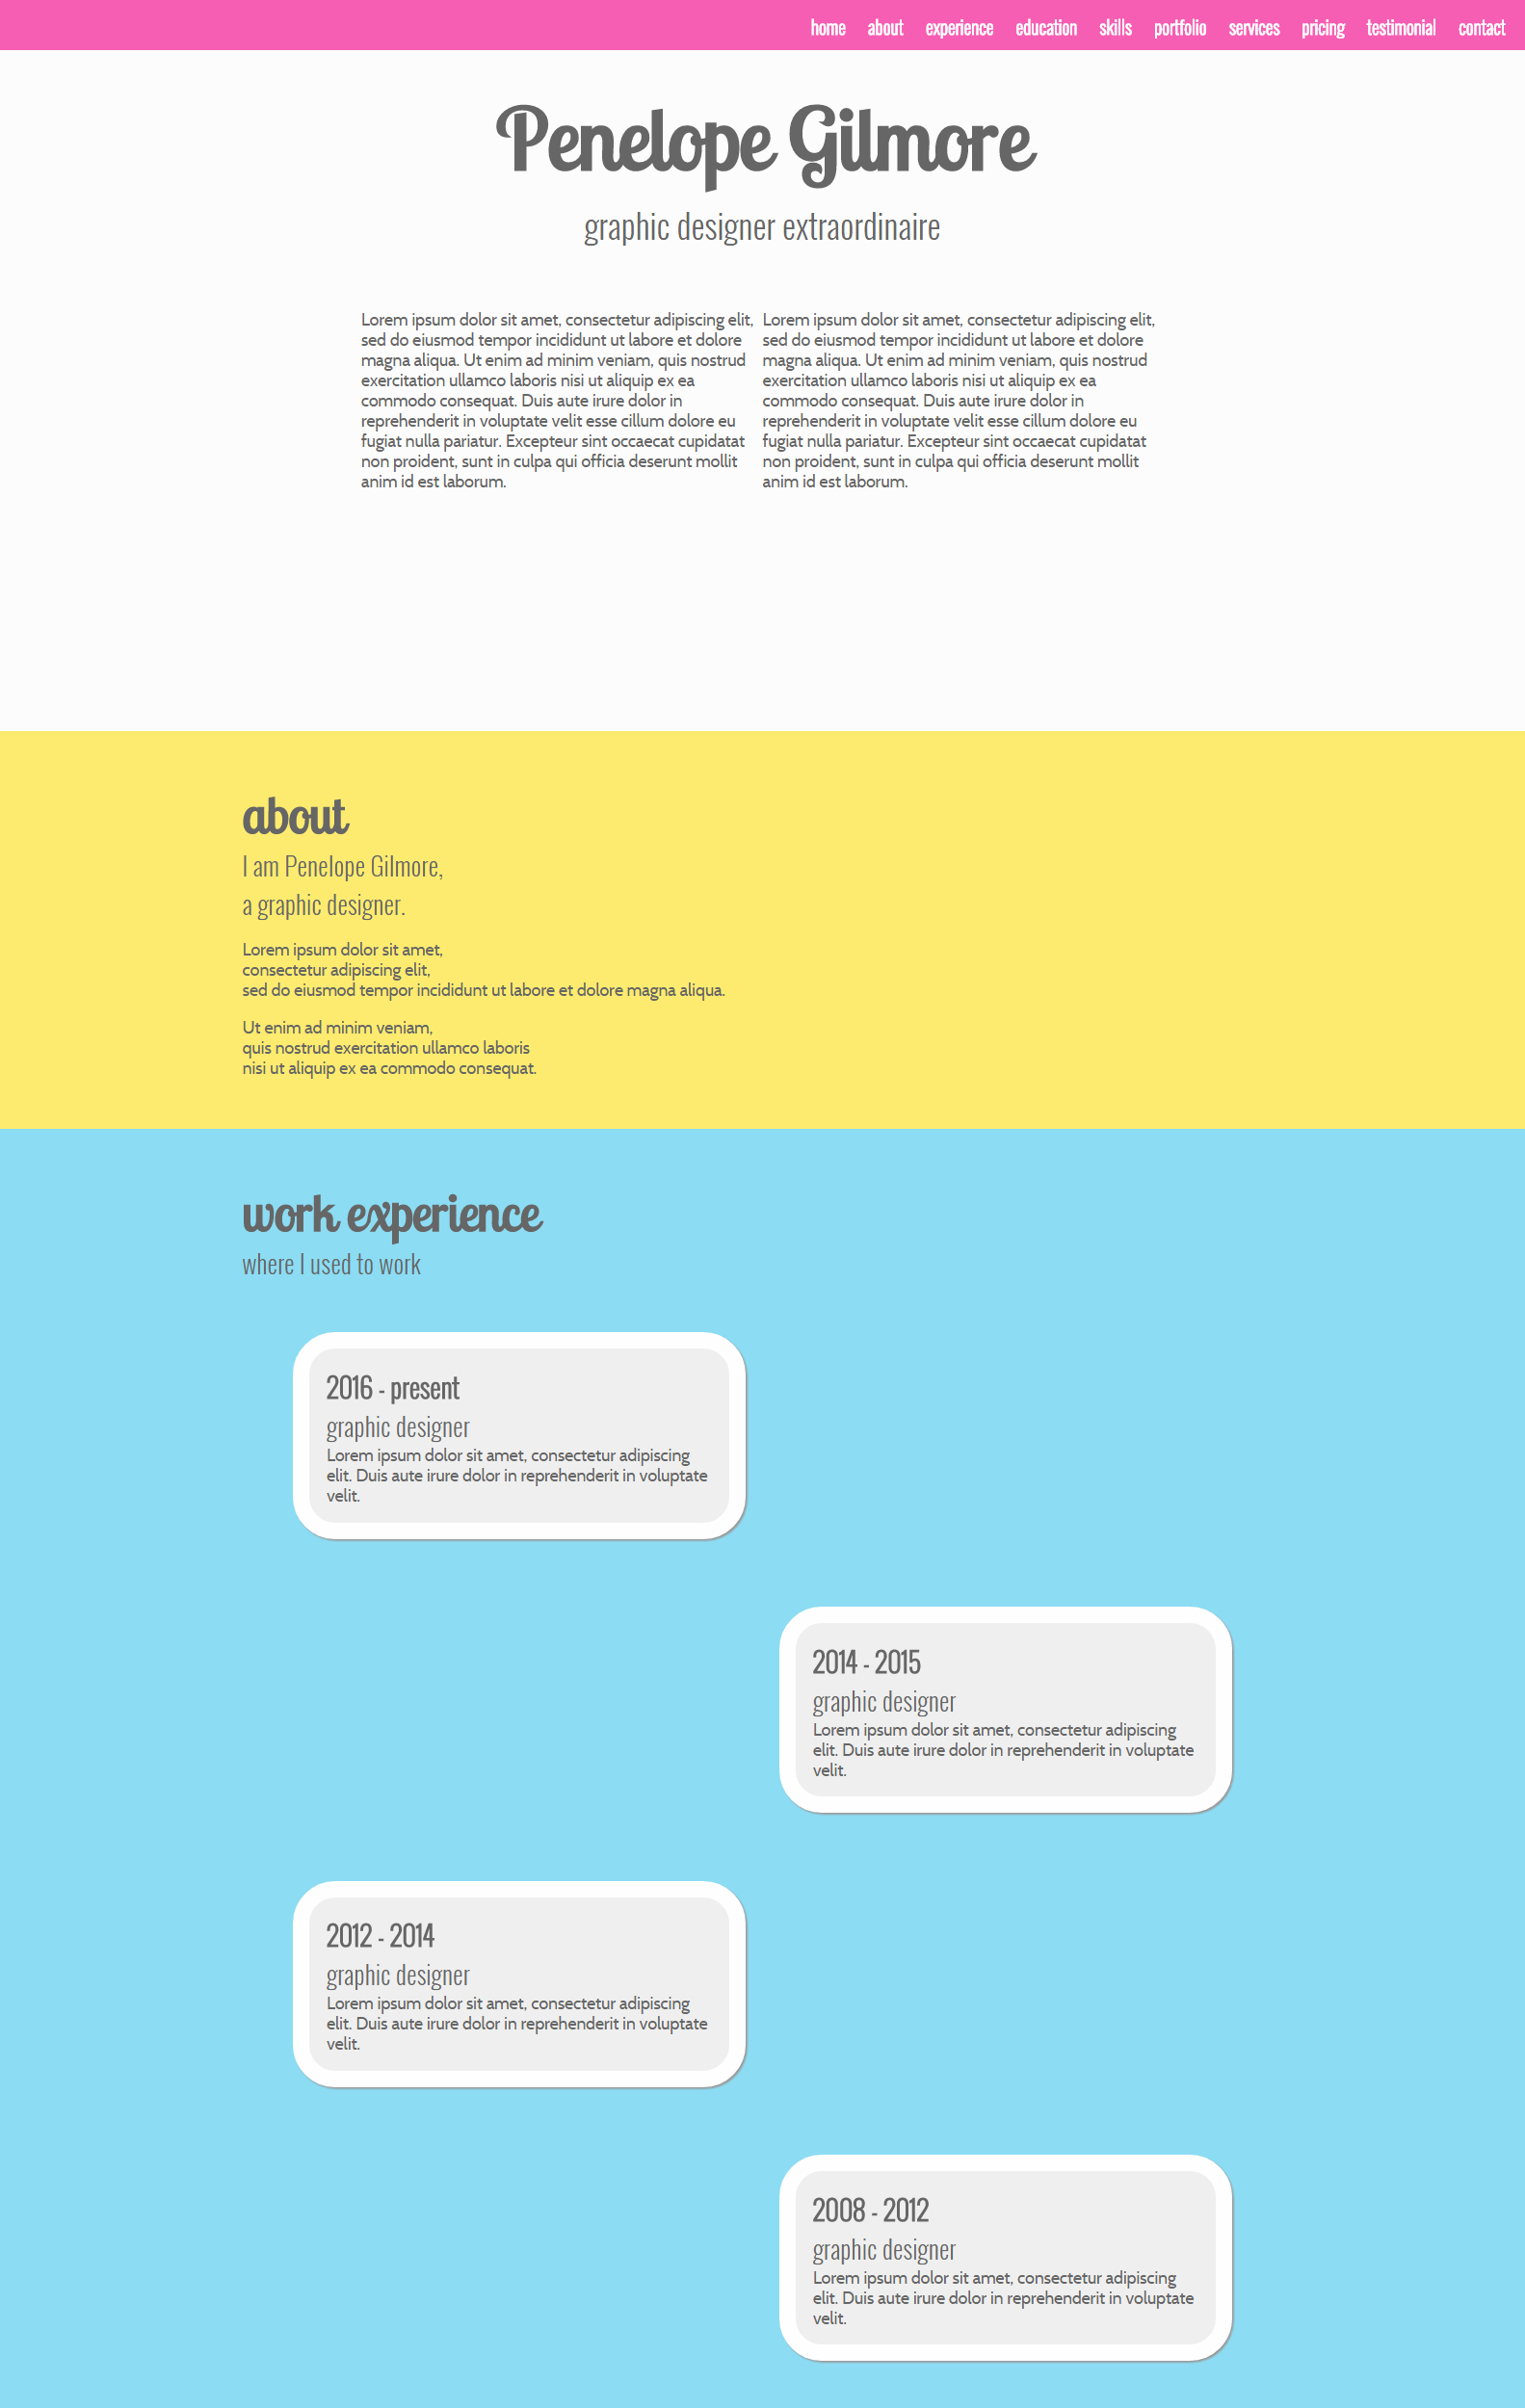 home about experience education skills portfolio services pricing testimonial contact
Penelope Gilmore
graphic designer extraordinaire
Lorem ipsum dolor sit amet, consectetur adipiscing elit,
sed do eiusmod tempor incididunt ut labore et dolore
magna aliqua. Ut enim ad minim veniam, quis nostrud
exercitation ullamco laboris nisi ut aliquip ex ea
commodo consequat. Duis aute irure dolor in
reprehenderit in voluptate velit esse cillum dolore eu
fugiat nulla pariatur. Excepteur sint occaecat cupidatat
non proident, sunt in culpa qui officia deserunt mollit
anim id est laborum.
Lorem ipsum dolor sit amet, consectetur adipiscing elit,
sed do eiusmod tempor incididunt ut labore et dolore
magna aliqua. Ut enim ad minim veniam, quis nostrud
exercitation ullamco laboris nisi ut aliquip ex ea
commodo consequat. Duis aute irure dolor in
reprehenderit in voluptate velit esse cillum dolore eu
fugiat nulla pariatur. Excepteur sint occaecat cupidatat
non proident, sunt in culpa qui officia deserunt mollit
anim id est laborum.
about
I am Penelope Gilmore,
a graphic designer.
Lorem ipsum dolor sit amet,
consectetur adipiscing elit,
sed do eiusmod tempor incididunt ut labore et dolore magna aliqua.
Ut enim ad minim veniam,
quis nostrud exercitation ullamco laboris
nisi ut aliquip ex ea commodo consequat.
work experience
where I used to work
2016 - present
graphic designer
Lorem ipsum dolor sit amet, consectetur adipiscing
elit. Duis aute irure dolor in reprehenderit in voluptate
velit.
2014 - 2015
graphic designer
Lorem ipsum dolor sit amet, consectetur adipiscing
elit. Duis aute irure dolor in reprehenderit in voluptate
velit.
2012 - 2014
graphic designer
Lorem ipsum dolor sit amet, consectetur adipiscing
elit. Duis aute irure dolor in reprehenderit in voluptate
velit.
2008 - 2012
graphic designer
Lorem ipsum dolor sit amet, consectetur adipiscing
elit. Duis aute irure dolor in reprehenderit in voluptate
velit.